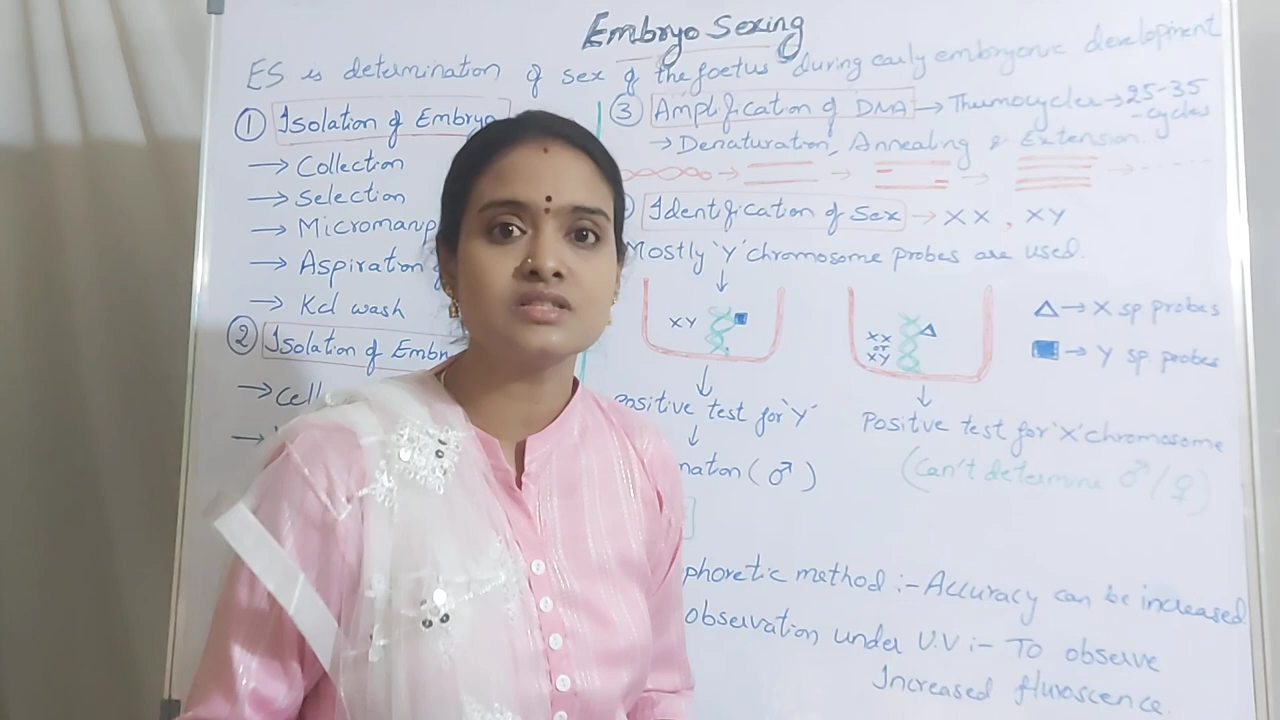 Embryo Sexing
ES is determination of sex of the foetus during early embryonic development
① Isolation of Embryo
→ Collection
→ Selection
→ Micromanip
→ Aspiration
→ Kcl wash
② Isolation of Embr
→ Cell
③ Amplification of DNA → Thermocycler → 25-35
- cycles
→ Denaturation, Annealing & Extension
Identification of Sex → XX, XY
Mostly 'Y' chromosome probes are used.
XY
XX
or
XY
△ → X sp probes
■ → Y sp probes
Positive test for 'Y'
Positve test for 'X' chromosome
(Can't determine ♂/♀)
(♂)
phoretic method :- Accuracy can be increased
observation under U.V :- To observe
Increased fluroscence.